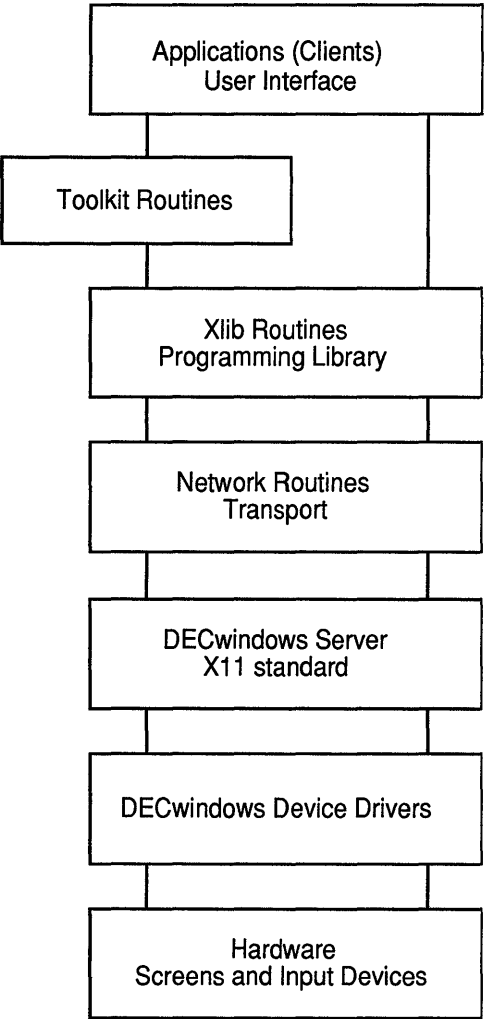 Applications (Clients)
User Interface
Toolkit Routines
Xlib Routines
Programming Library
Network Routines
Transport
DECwindows Server
X11 standard
DECwindows Device Drivers
Hardware
Screens and Input Devices